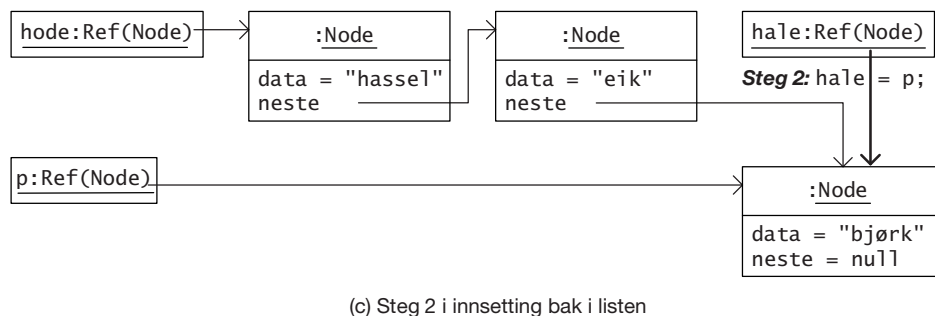 hode:Ref(Node)
:Node
data = "hassel"
neste
:Node
data = "eik"
neste
hale:Ref(Node)
Steg 2: hale = p;
p:Ref(Node)
:Node
data = "bjørk"
neste = null
(c) Steg 2 i innsetting bak i listen